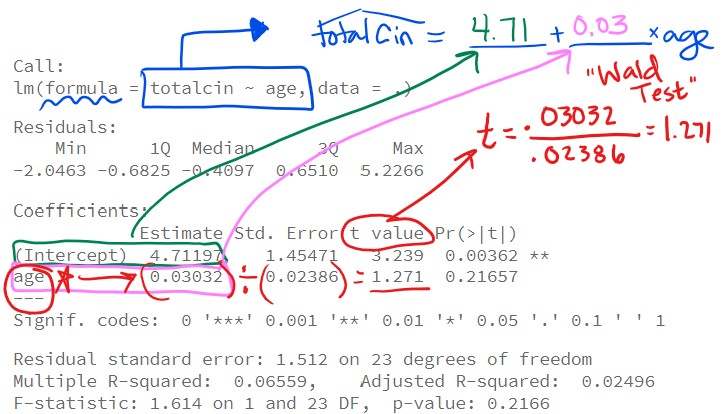 totalCin = 4.71 + 0.03 × age
"Wald Test"
t = .03032 / .02386 = 1.271
Call:
lm(formula = totalcin ~ age, data = .)
Residuals:
Min 1Q Median 3Q Max
-2.0463 -0.6825 -0.4097 0.6510 5.2266
Coefficients:
Estimate Std. Error t value Pr(>|t|)
(Intercept) 4.71197 1.45471 3.239 0.00362 **
age 0.03032 ÷ 0.02386 = 1.271 0.21657
---
Signif. codes: 0 '***' 0.001 '**' 0.01 '*' 0.05 '.' 0.1 ' ' 1
Residual standard error: 1.512 on 23 degrees of freedom
Multiple R-squared: 0.06559, Adjusted R-squared: 0.02496
F-statistic: 1.614 on 1 and 23 DF, p-value: 0.2166